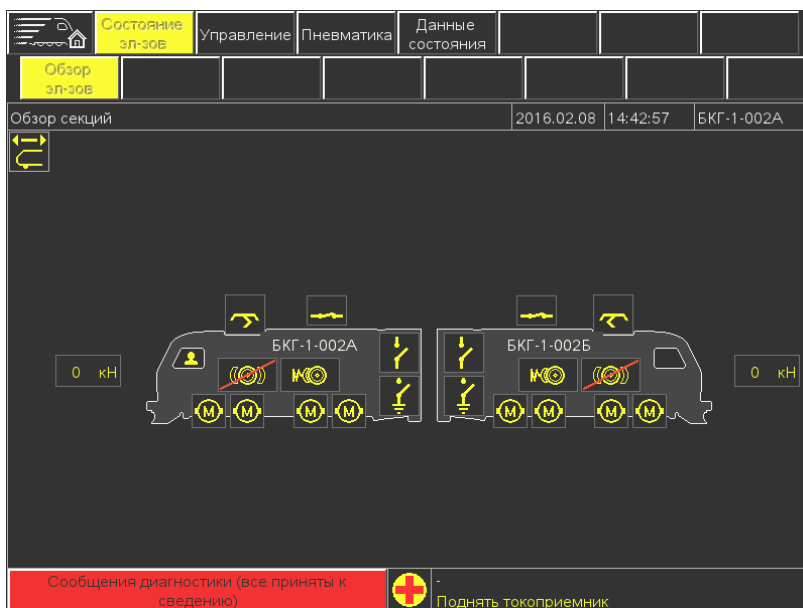 Состояние
эл-зов
Управление
Пневматика
Данные
состояния
Обзор
эл-зов
Обзор секций
2016.02.08
14:42:57
БКГ-1-002А
БКГ-1-002А
БКГ-1-002Б
0 кН
0 кН
M M M M M M M M
Сообщения диагностики (все приняты к
сведению)
-
Поднять токоприемник